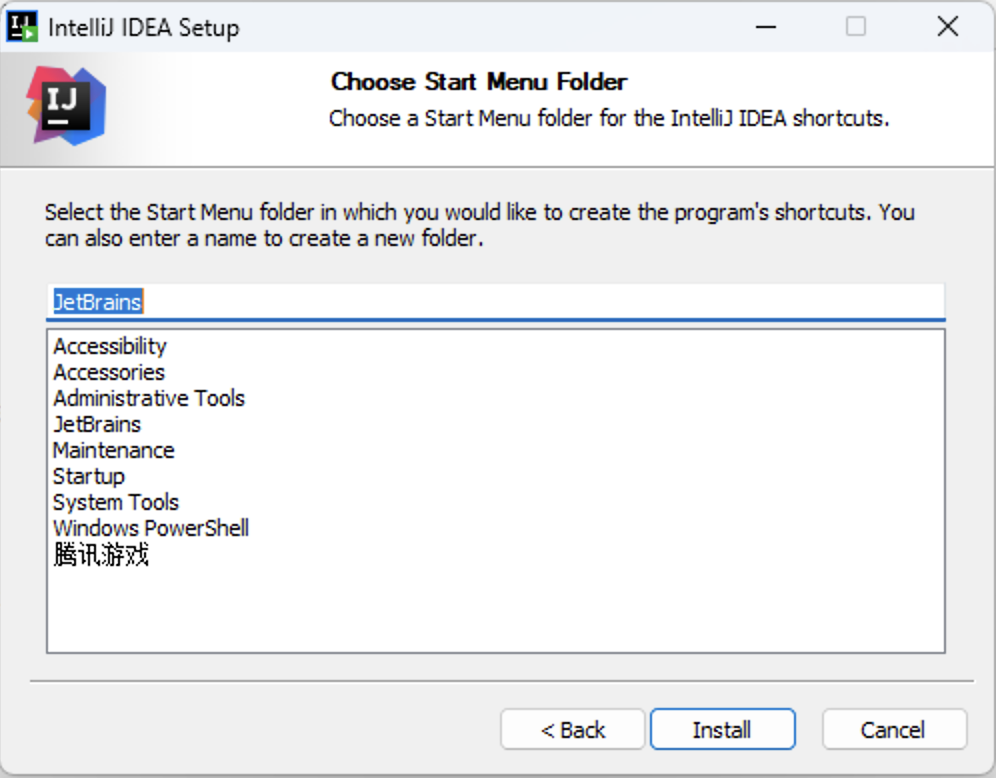 IntelliJ IDEA Setup
IJ
Choose Start Menu Folder
Choose a Start Menu folder for the IntelliJ IDEA shortcuts.
Select the Start Menu folder in which you would like to create the program's shortcuts. You
can also enter a name to create a new folder.
JetBrains
Accessibility
Accessories
Administrative Tools
JetBrains
Maintenance
Startup
System Tools
Windows PowerShell
腾讯游戏
< Back
Install
Cancel